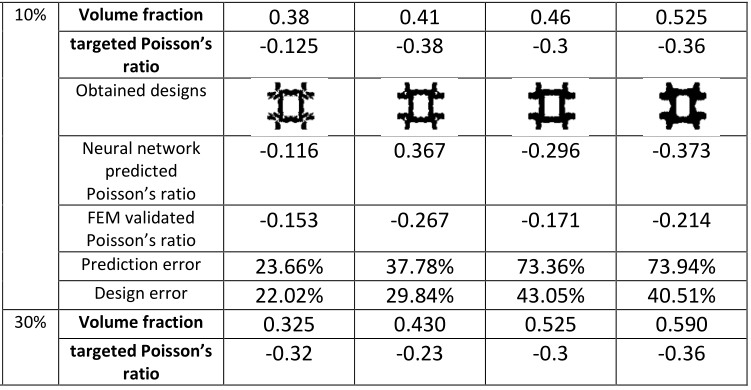 10% Volume fraction 0.38 0.41 0.46 0.525
targeted Poisson's -0.125 -0.38 -0.3 -0.36
ratio
Obtained designs
Neural network -0.116 0.367 -0.296 -0.373
predicted
Poisson's ratio
FEM validated -0.153 -0.267 -0.171 -0.214
Poisson's ratio
Prediction error 23.66% 37.78% 73.36% 73.94%
Design error 22.02% 29.84% 43.05% 40.51%
30% Volume fraction 0.325 0.430 0.525 0.590
targeted Poisson's -0.32 -0.23 -0.3 -0.36
ratio